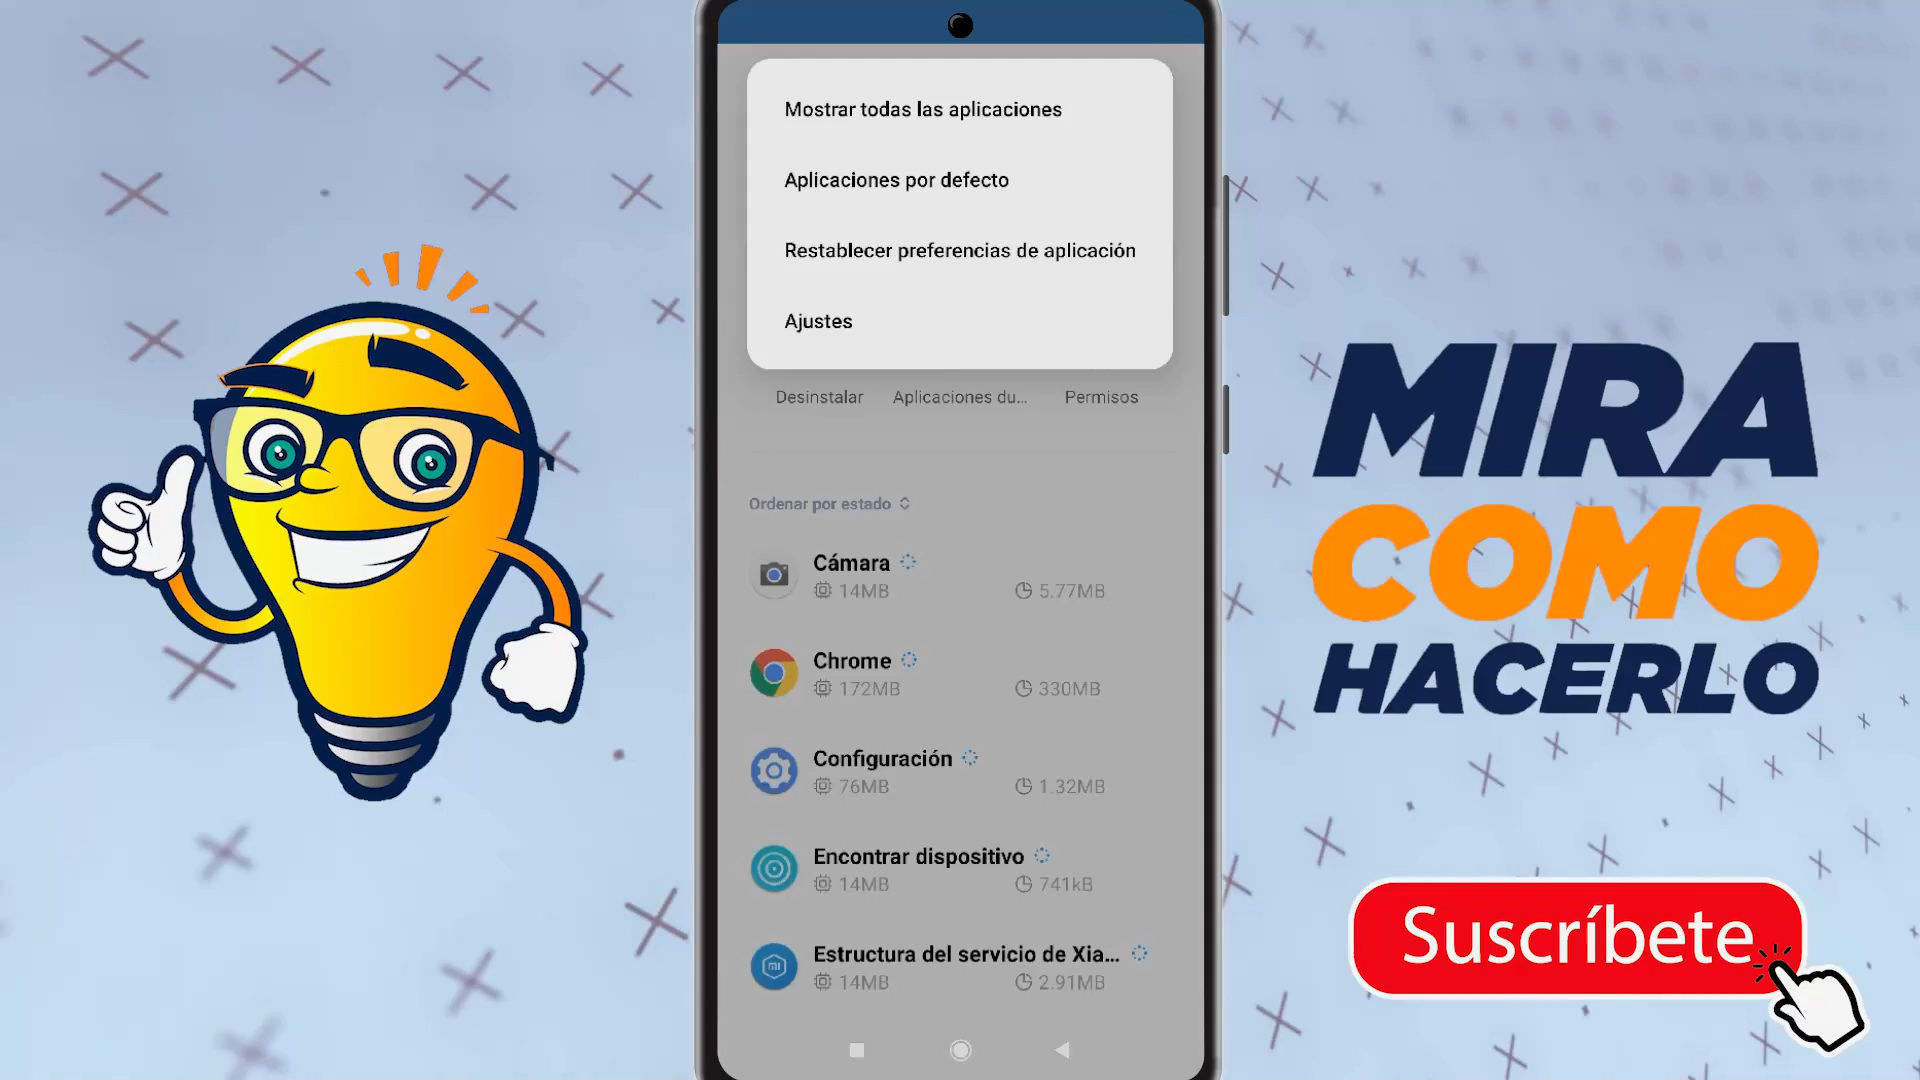 Mostrar todas las aplicaciones
Aplicaciones por defecto
Restablecer preferencias de aplicación
Ajustes
Desinstalar
Aplicaciones du...
Permisos
Ordenar por estado
Cámara
14MB
5.77MB
Chrome
172MB
330MB
Configuración
76MB
1.32MB
Encontrar dispositivo
14MB
741kB
Estructura del servicio de Xia...
14MB
2.91MB
MIRA
COMO
HACERLO
Suscríbete